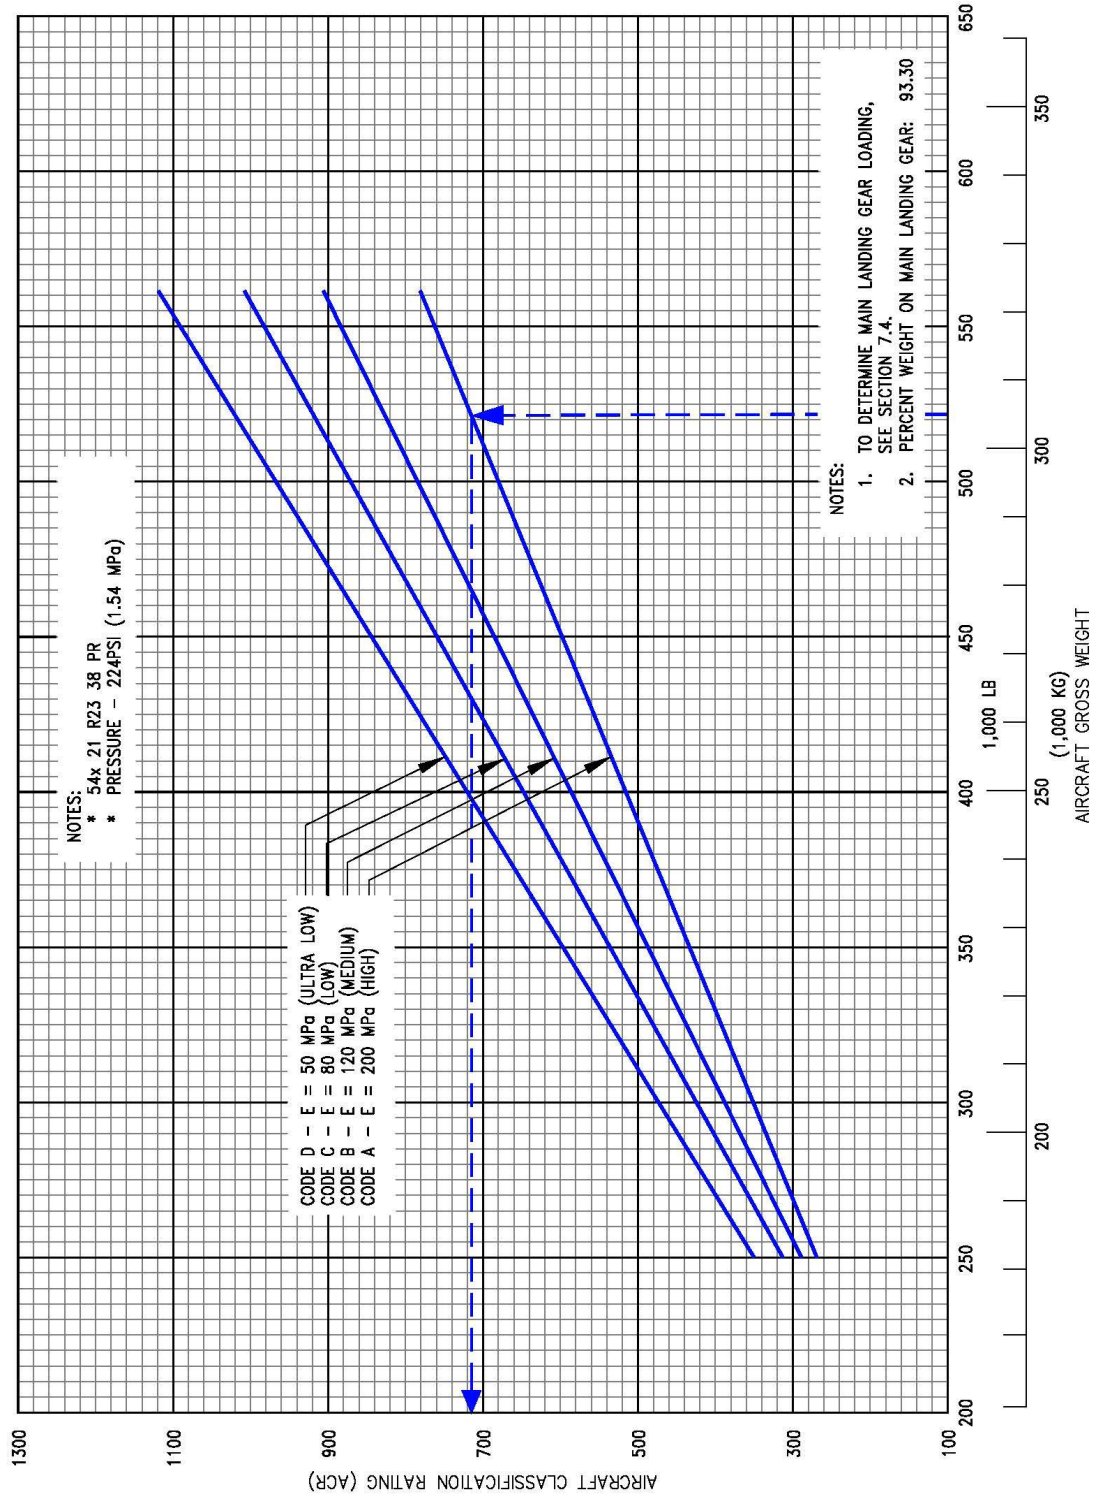 NOTES:
* 54x 21 R23 38 PR
* PRESSURE - 224PSI (1.54 MPa)
CODE D - E = 50 MPa (ULTRA LOW)
CODE C - E = 80 MPa (LOW)
CODE B - E = 120 MPa (MEDIUM)
CODE A - E = 200 MPa (HIGH)
NOTES:
1. TO DETERMINE MAIN LANDING GEAR LOADING,
SEE SECTION 7.4.
2. PERCENT WEIGHT ON MAIN LANDING GEAR: 93.30
AIRCRAFT CLASSIFICATION RATING (ACR)
1300
1100
900
700
500
300
100
200 250 300 350 400 450 500 550 600 650
1,000 LB
200 250 300 350
(1,000 KG)
AIRCRAFT GROSS WEIGHT